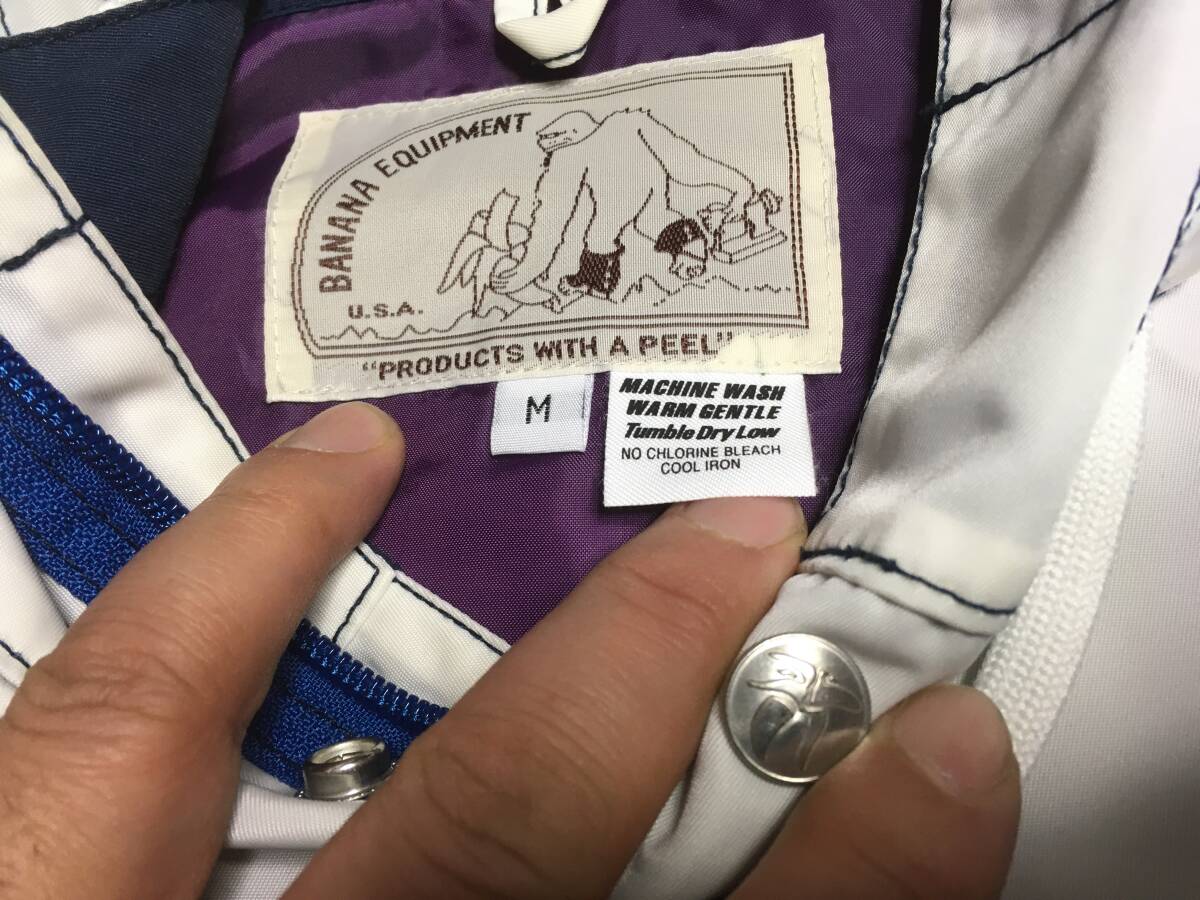 BANANA EQUIPMENT
U.S.A.
"PRODUCTS WITH A PEEL"
M
MACHINE WASH
WARM GENTLE
Tumble Dry Low
NO CHLORINE BLEACH
COOL IRON